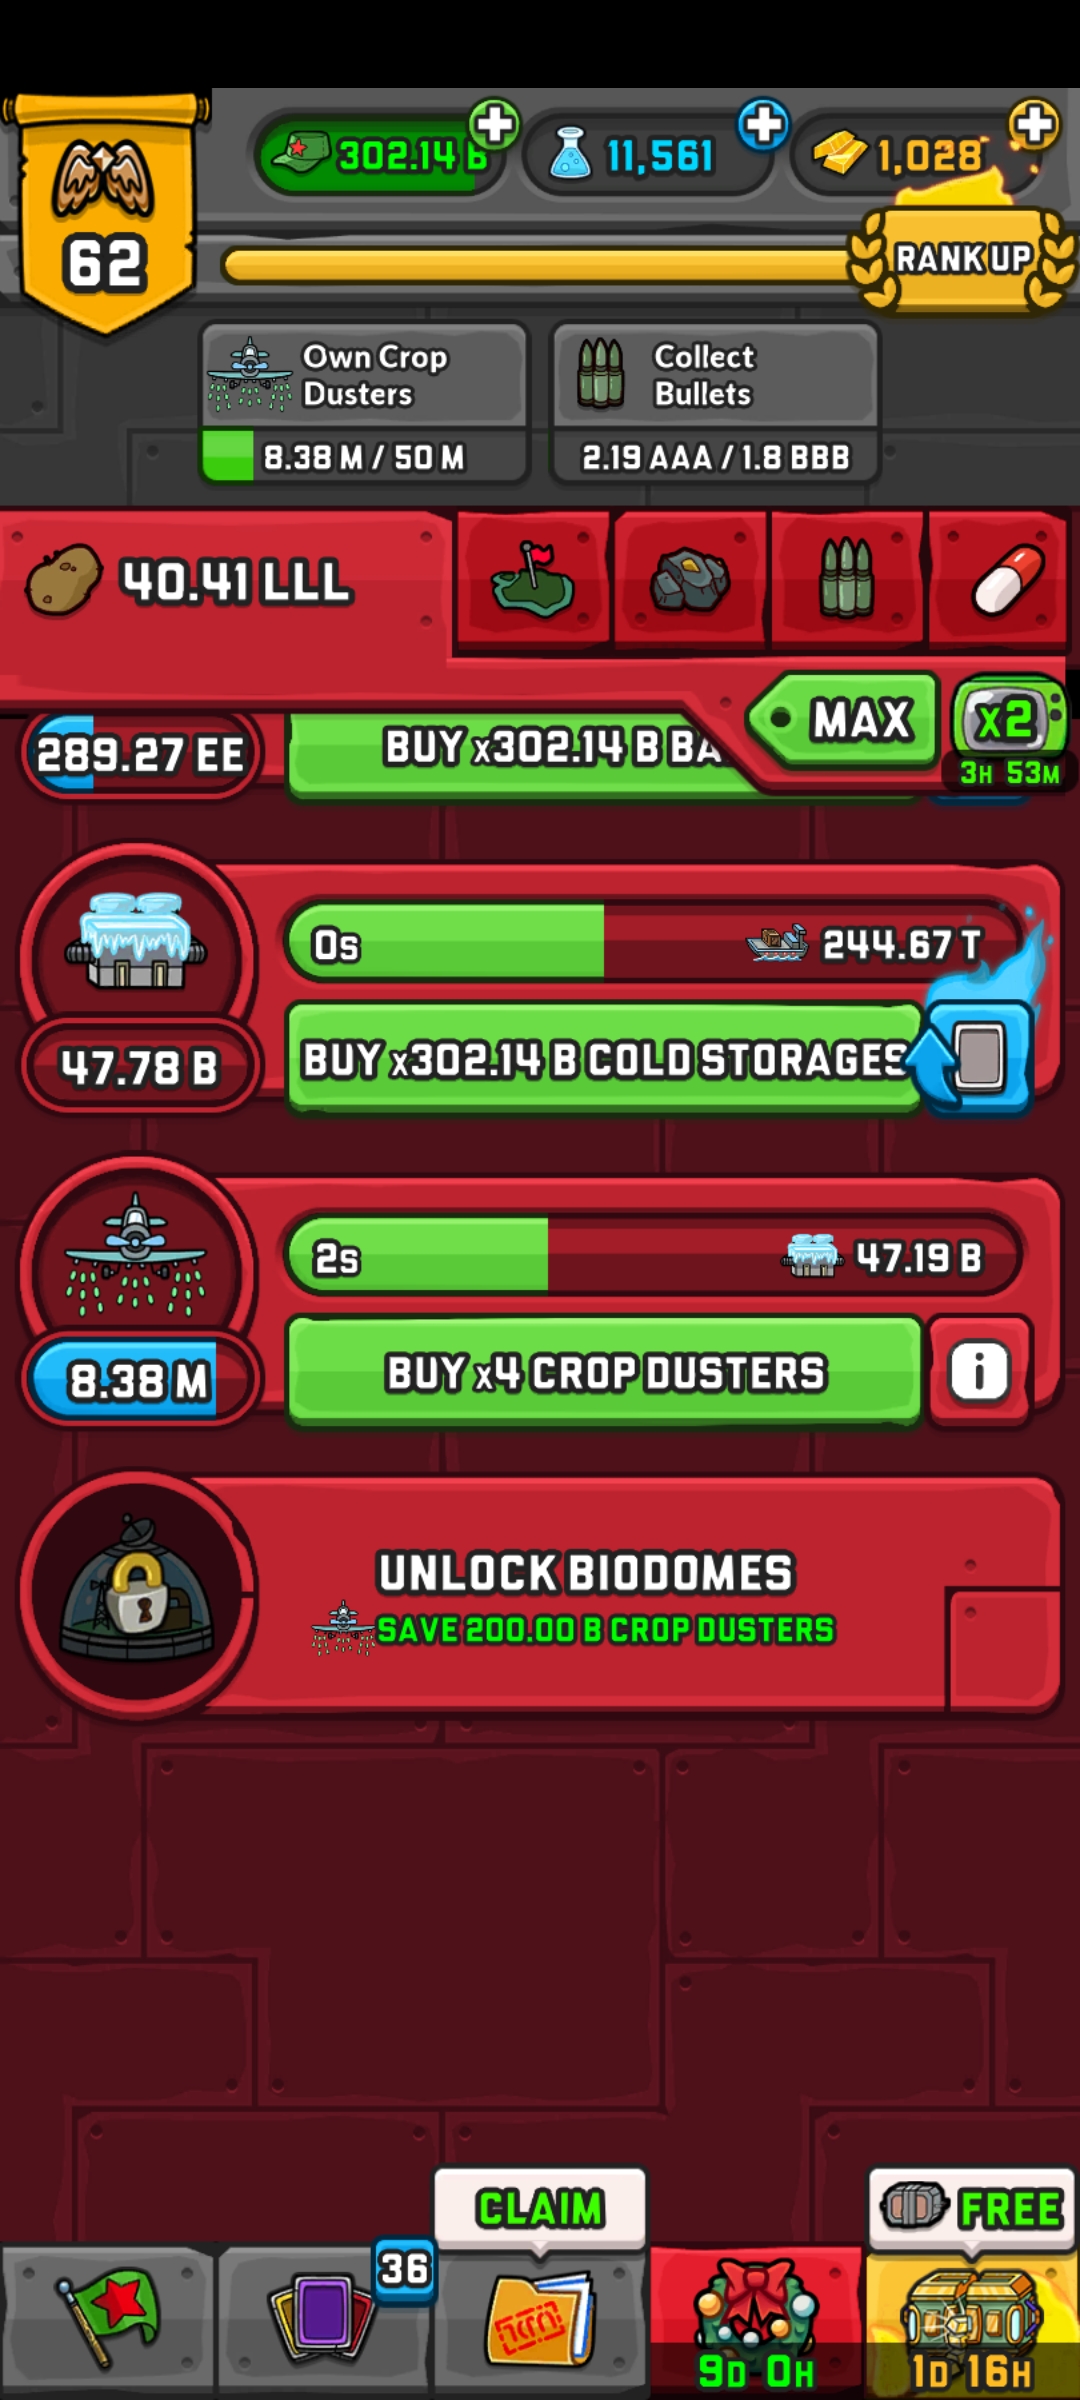 302.14 B
11,561
1,028
62
RANK UP
Own Crop
Dusters
Collect
Bullets
8.38 M / 50 M
2.19 AAA / 1.8 BBB
40.41 LLL
MAX
x2
3H 53M
289.27 EE
BUY x302.14 B BA
0s
244.67 T
47.78 B
BUY x302.14 B COLD STORAGES
2s
47.19 B
8.38 M
BUY x4 CROP DUSTERS
i
UNLOCK BIODOMES
SAVE 200.00 B CROP DUSTERS
CLAIM
FREE
36
9D 0H
1D 16H